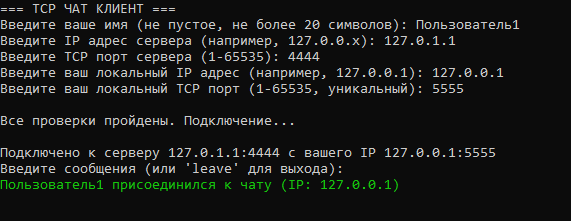 === TCP ЧАТ КЛИЕНТ ===
Введите ваше имя (не пустое, не более 20 символов): Пользователь1
Введите IP адрес сервера (например, 127.0.0.x): 127.0.1.1
Введите TCP порт сервера (1-65535): 4444
Введите ваш локальный IP адрес (например, 127.0.0.1): 127.0.0.1
Введите ваш локальный TCP порт (1-65535, уникальный): 5555
Все проверки пройдены. Подключение...
Подключено к серверу 127.0.1.1:4444 с вашего IP 127.0.0.1:5555
Введите сообщения (или 'leave' для выхода):
Пользователь1 присоединился к чату (IP: 127.0.0.1)